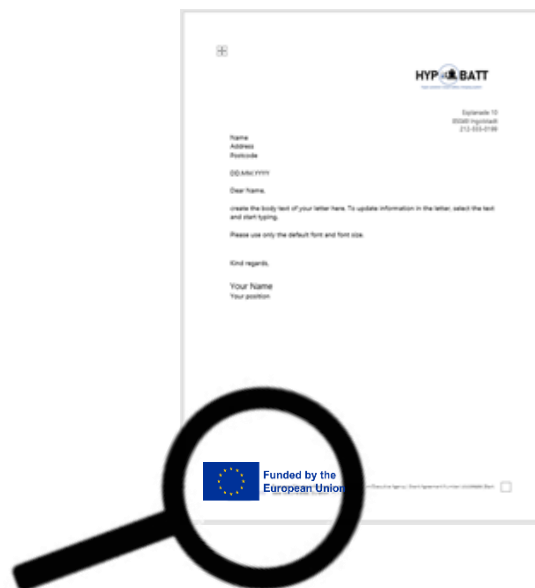 HYP BATT
Esplanade 10
85049 Ingolstadt
212-555-0199
Name
Address
Postcode
DD.MM.YYYY
Dear Name,
create the body text of your letter here. To update information in the letter, select the text
and start typing.
Please use only the default font and font size.
Kind regards,
Your Name
Your position
Funded by the
European Union